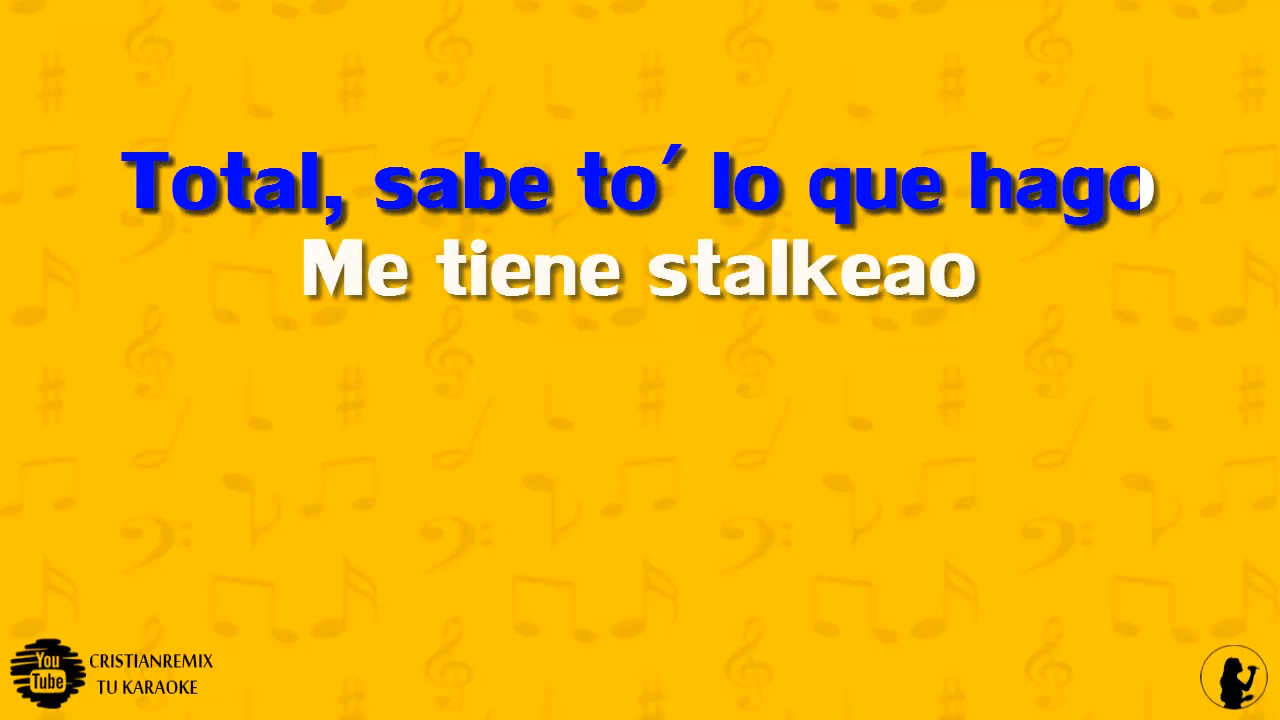 Total, sabe to´ lo que hago
Me tiene stalkeao
You
Tube
CRISTIANREMIX
TU KARAOKE